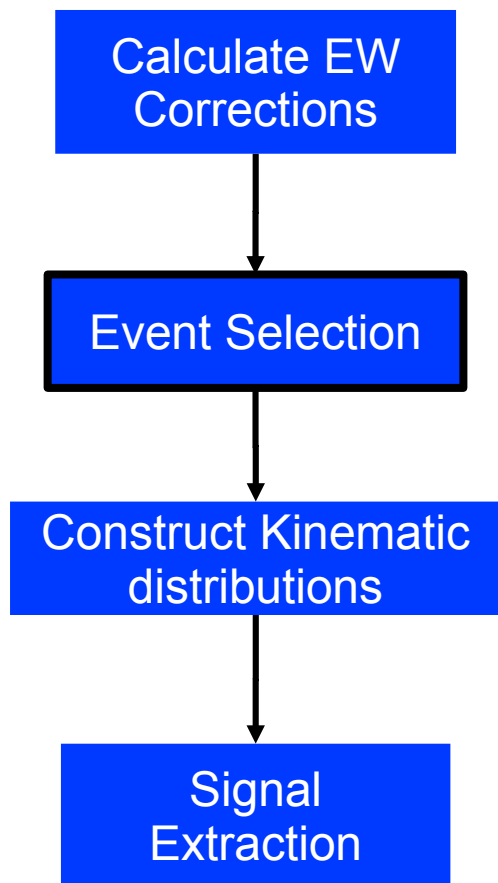 Calculate EW
Corrections
Event Selection
Construct Kinematic
distributions
Signal
Extraction